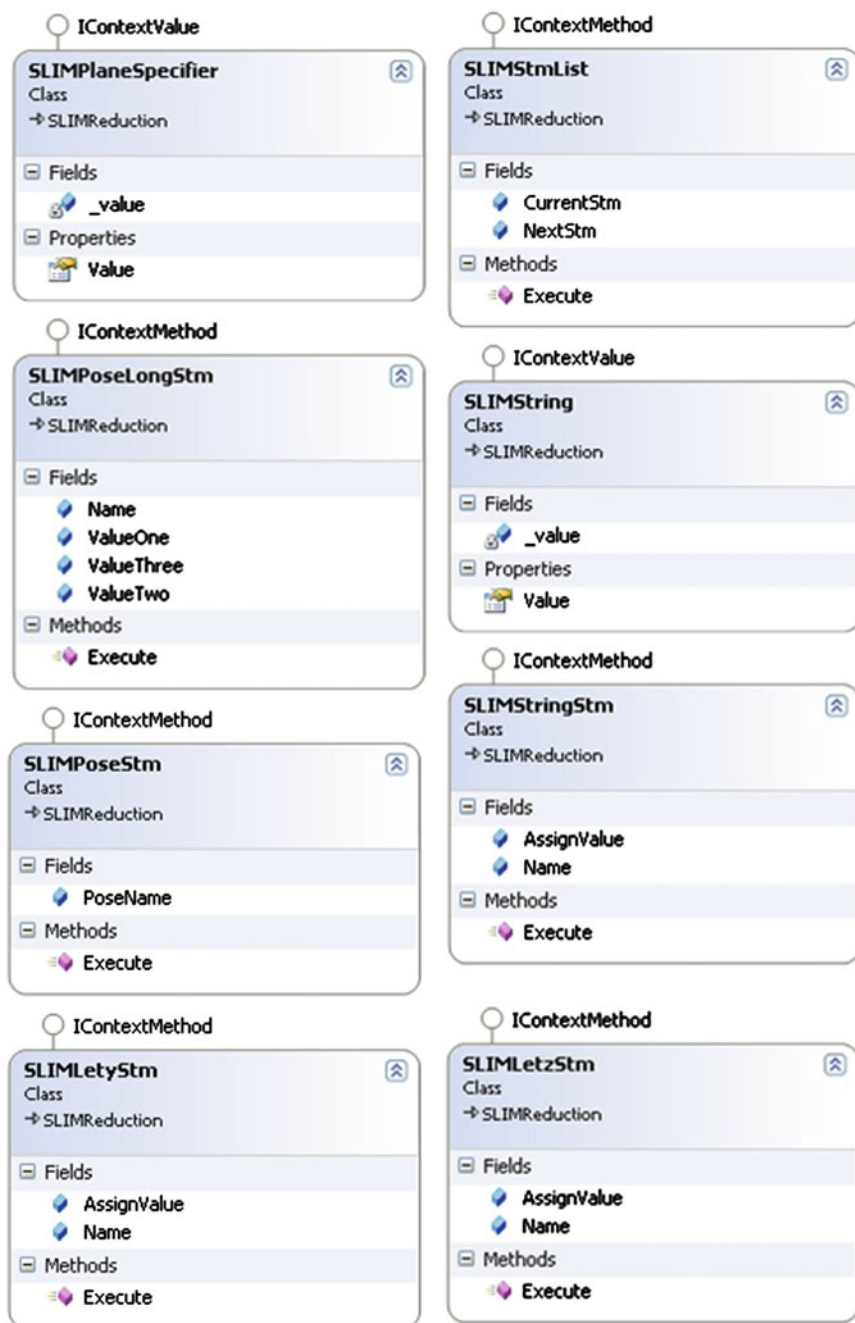 IContextValue
SLIMPlaneSpecifier
Class
SLIMReduction
Fields
_value
Properties
Value
IContextMethod
SLIMPoseLongStm
Class
SLIMReduction
Fields
Name
ValueOne
ValueThree
ValueTwo
Methods
Execute
IContextMethod
SLIMPoseStm
Class
SLIMReduction
Fields
PoseName
Methods
Execute
IContextMethod
SLIMLetyStm
Class
SLIMReduction
Fields
AssignValue
Name
Methods
Execute
IContextMethod
SLIMStmList
Class
SLIMReduction
Fields
CurrentStm
NextStm
Methods
Execute
IContextValue
SLIMString
Class
SLIMReduction
Fields
_value
Properties
Value
IContextMethod
SLIMStringStm
Class
SLIMReduction
Fields
AssignValue
Name
Methods
Execute
IContextMethod
SLIMLetzStm
Class
SLIMReduction
Fields
AssignValue
Name
Methods
Execute